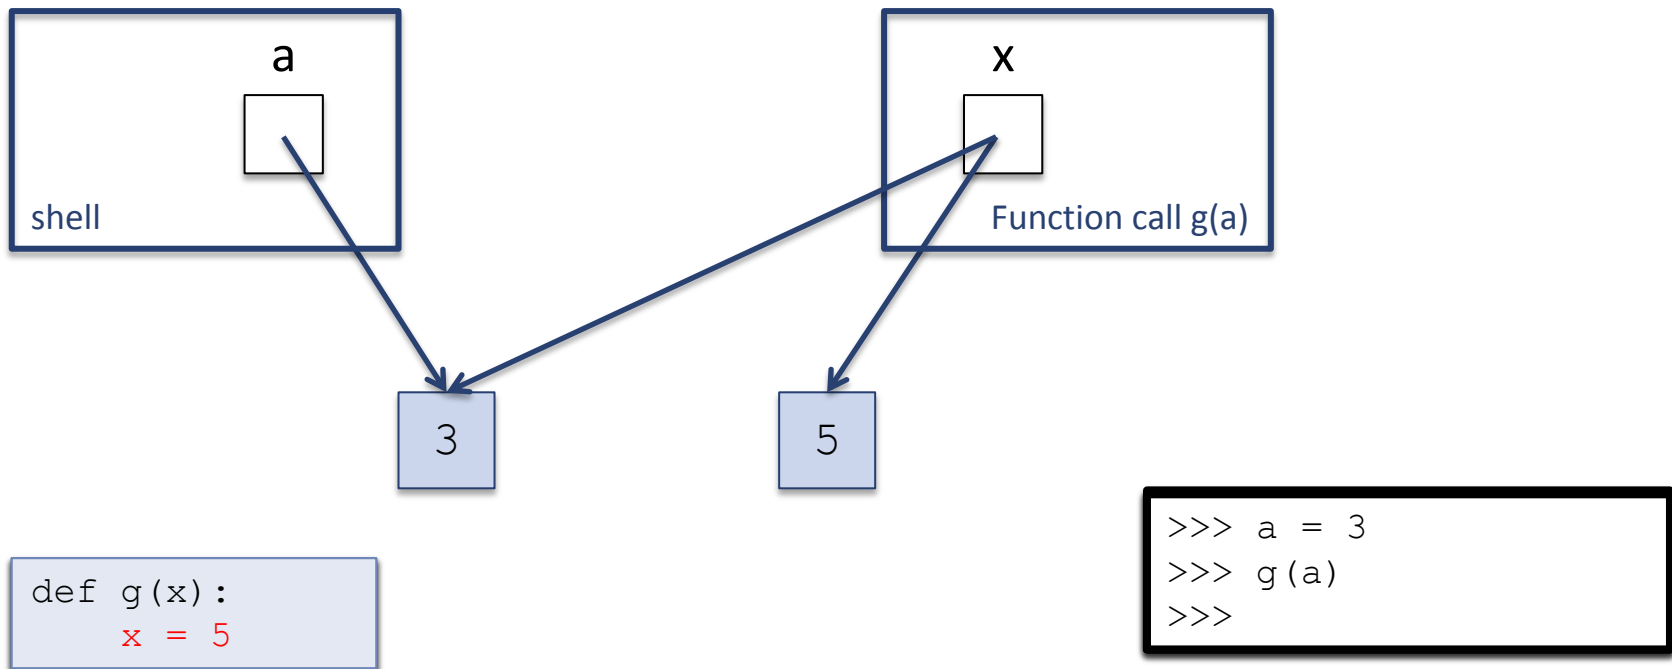 a
x
shell
Function call g(a)
3
5
def g(x):
    x = 5
>>> a = 3
>>> g(a)
>>>